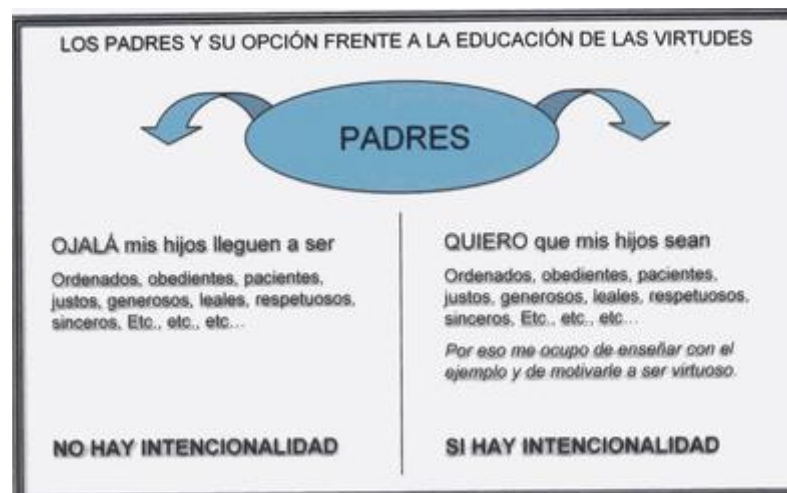 LOS PADRES Y SU OPCIÓN FRENTE A LA EDUCACIÓN DE LAS VIRTUDES
PADRES
OJALÁ mis hijos lleguen a ser
Ordenados, obedientes, pacientes,
justos, generosos, leales, respetuosos,
sinceros, Etc., etc., etc...
NO HAY INTENCIONALIDAD
QUIERO que mis hijos sean
Ordenados, obedientes, pacientes,
justos, generosos, leales, respetuosos,
sinceros, Etc., etc., etc...
Por eso me ocupo de enseñar con el
ejemplo y de motivarle a ser virtuoso.
SI HAY INTENCIONALIDAD